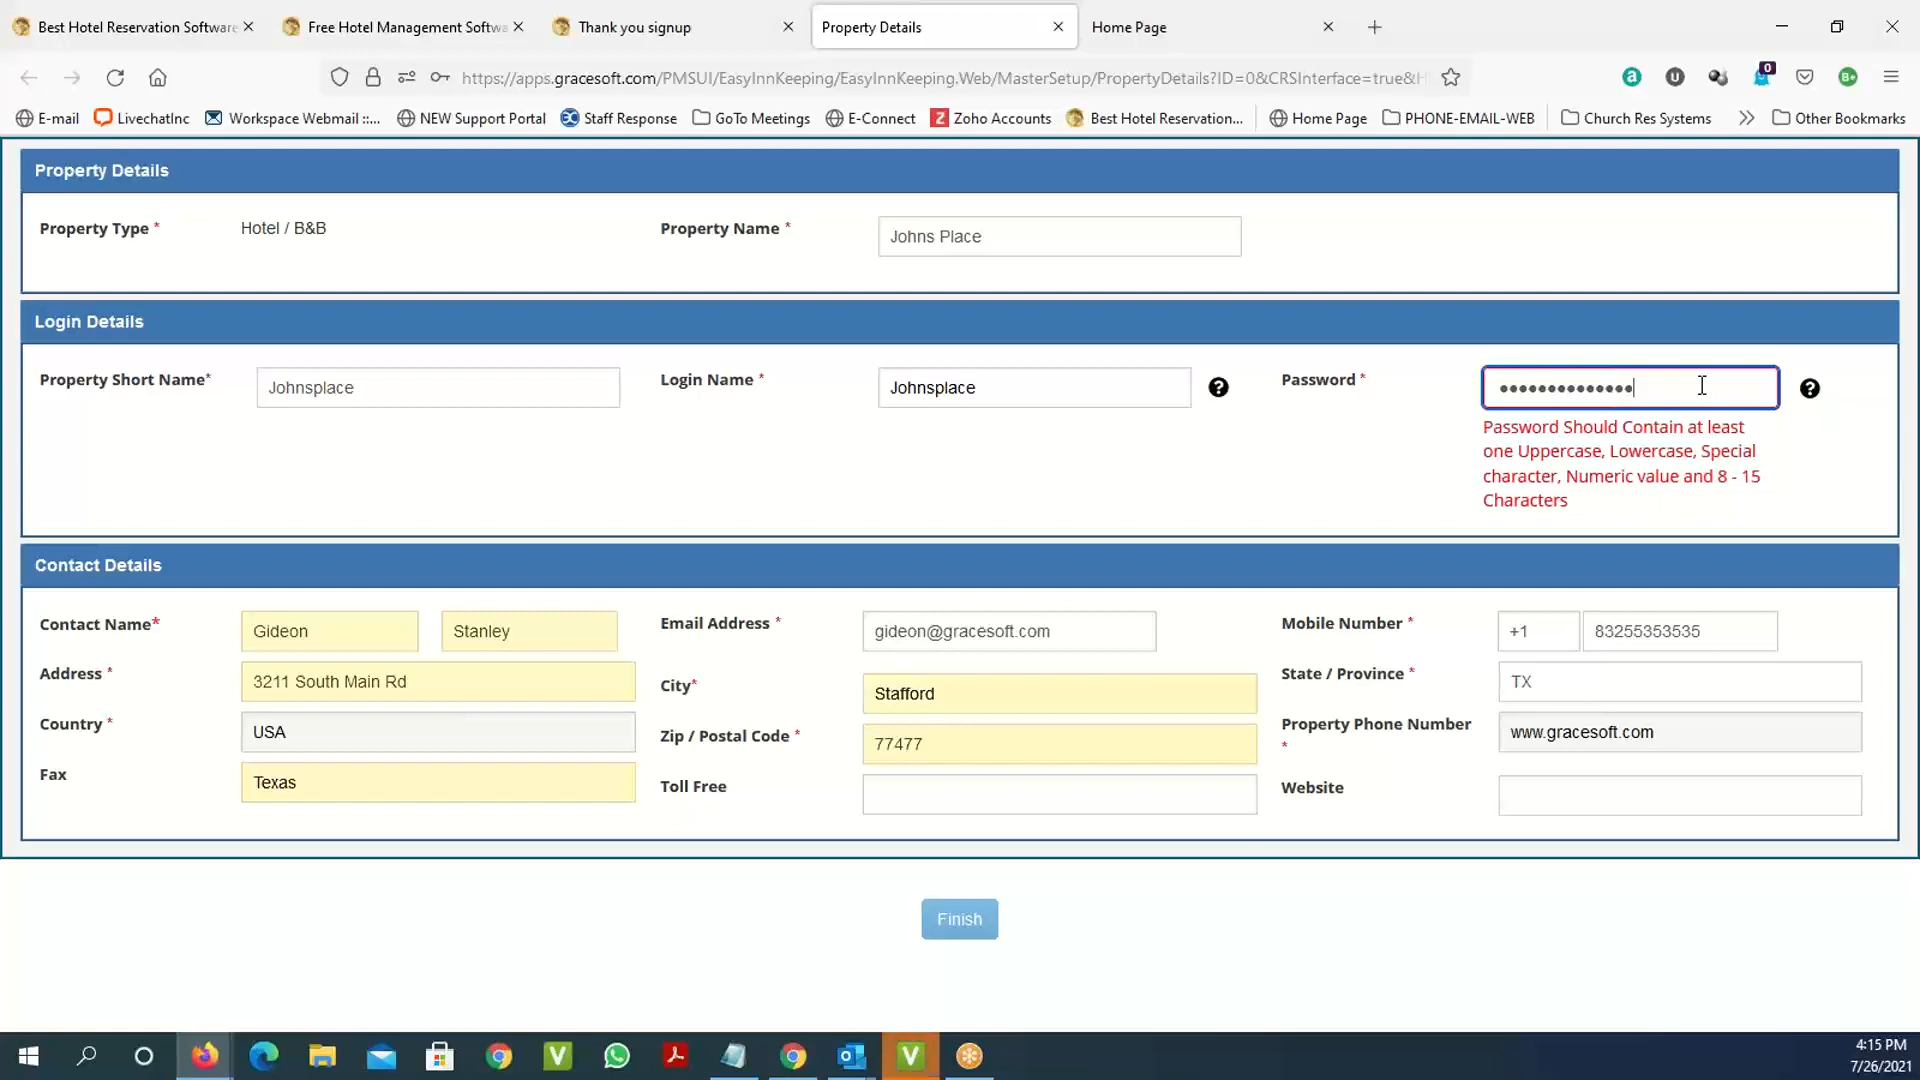 Best Hotel Reservation Software
Free Hotel Management Softwa
Thank you signup
Property Details
Home Page
https://apps.gracesoft.com/PMSUI/EasyInnKeeping/EasyInnKeeping.Web/MasterSetup/PropertyDetails?ID=0&CRSInterface=true&
a
U
0
B+
E-mail
LivechatInc
Workspace Webmail ::...
NEW Support Portal
Staff Response
GoTo Meetings
E-Connect
Z Zoho Accounts
Best Hotel Reservation...
Home Page
PHONE-EMAIL-WEB
Church Res Systems
Other Bookmarks
Property Details
Property Type *
Hotel / B&B
Property Name *
Johns Place
Login Details
Property Short Name*
Johnsplace
Login Name *
Johnsplace
?
Password *
••••••••••••••
?
Password Should Contain at least
one Uppercase, Lowercase, Special
character, Numeric value and 8 - 15
Characters
Contact Details
Contact Name*
Gideon
Stanley
Email Address *
gideon@gracesoft.com
Mobile Number *
+1
83255353535
Address *
3211 South Main Rd
City*
Stafford
State / Province *
TX
Country *
USA
Zip / Postal Code *
77477
Property Phone Number
*
www.gracesoft.com
Fax
Texas
Toll Free
Website
Finish
V
V
4:15 PM
7/26/2021